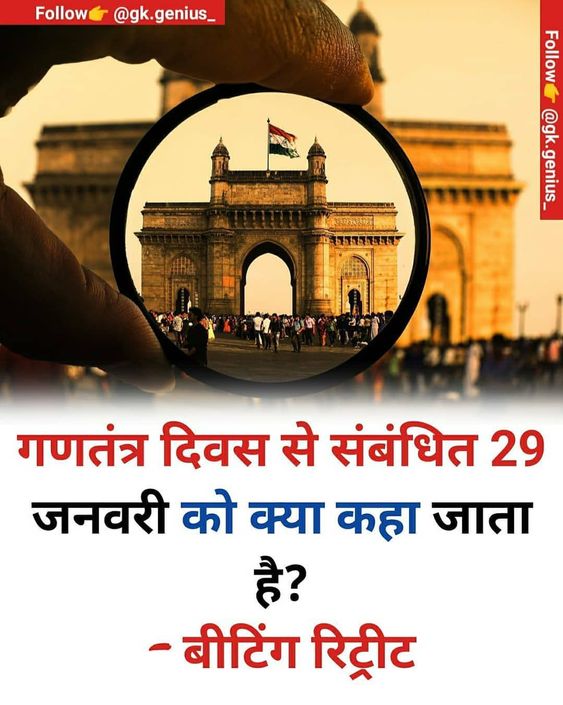 Follow👉 @gk.genius_
Follow👉 @gk.genius_
गणतंत्र दिवस से संबंधित 29
जनवरी को क्या कहा जाता
है?
- बीटिंग रिट्रीट